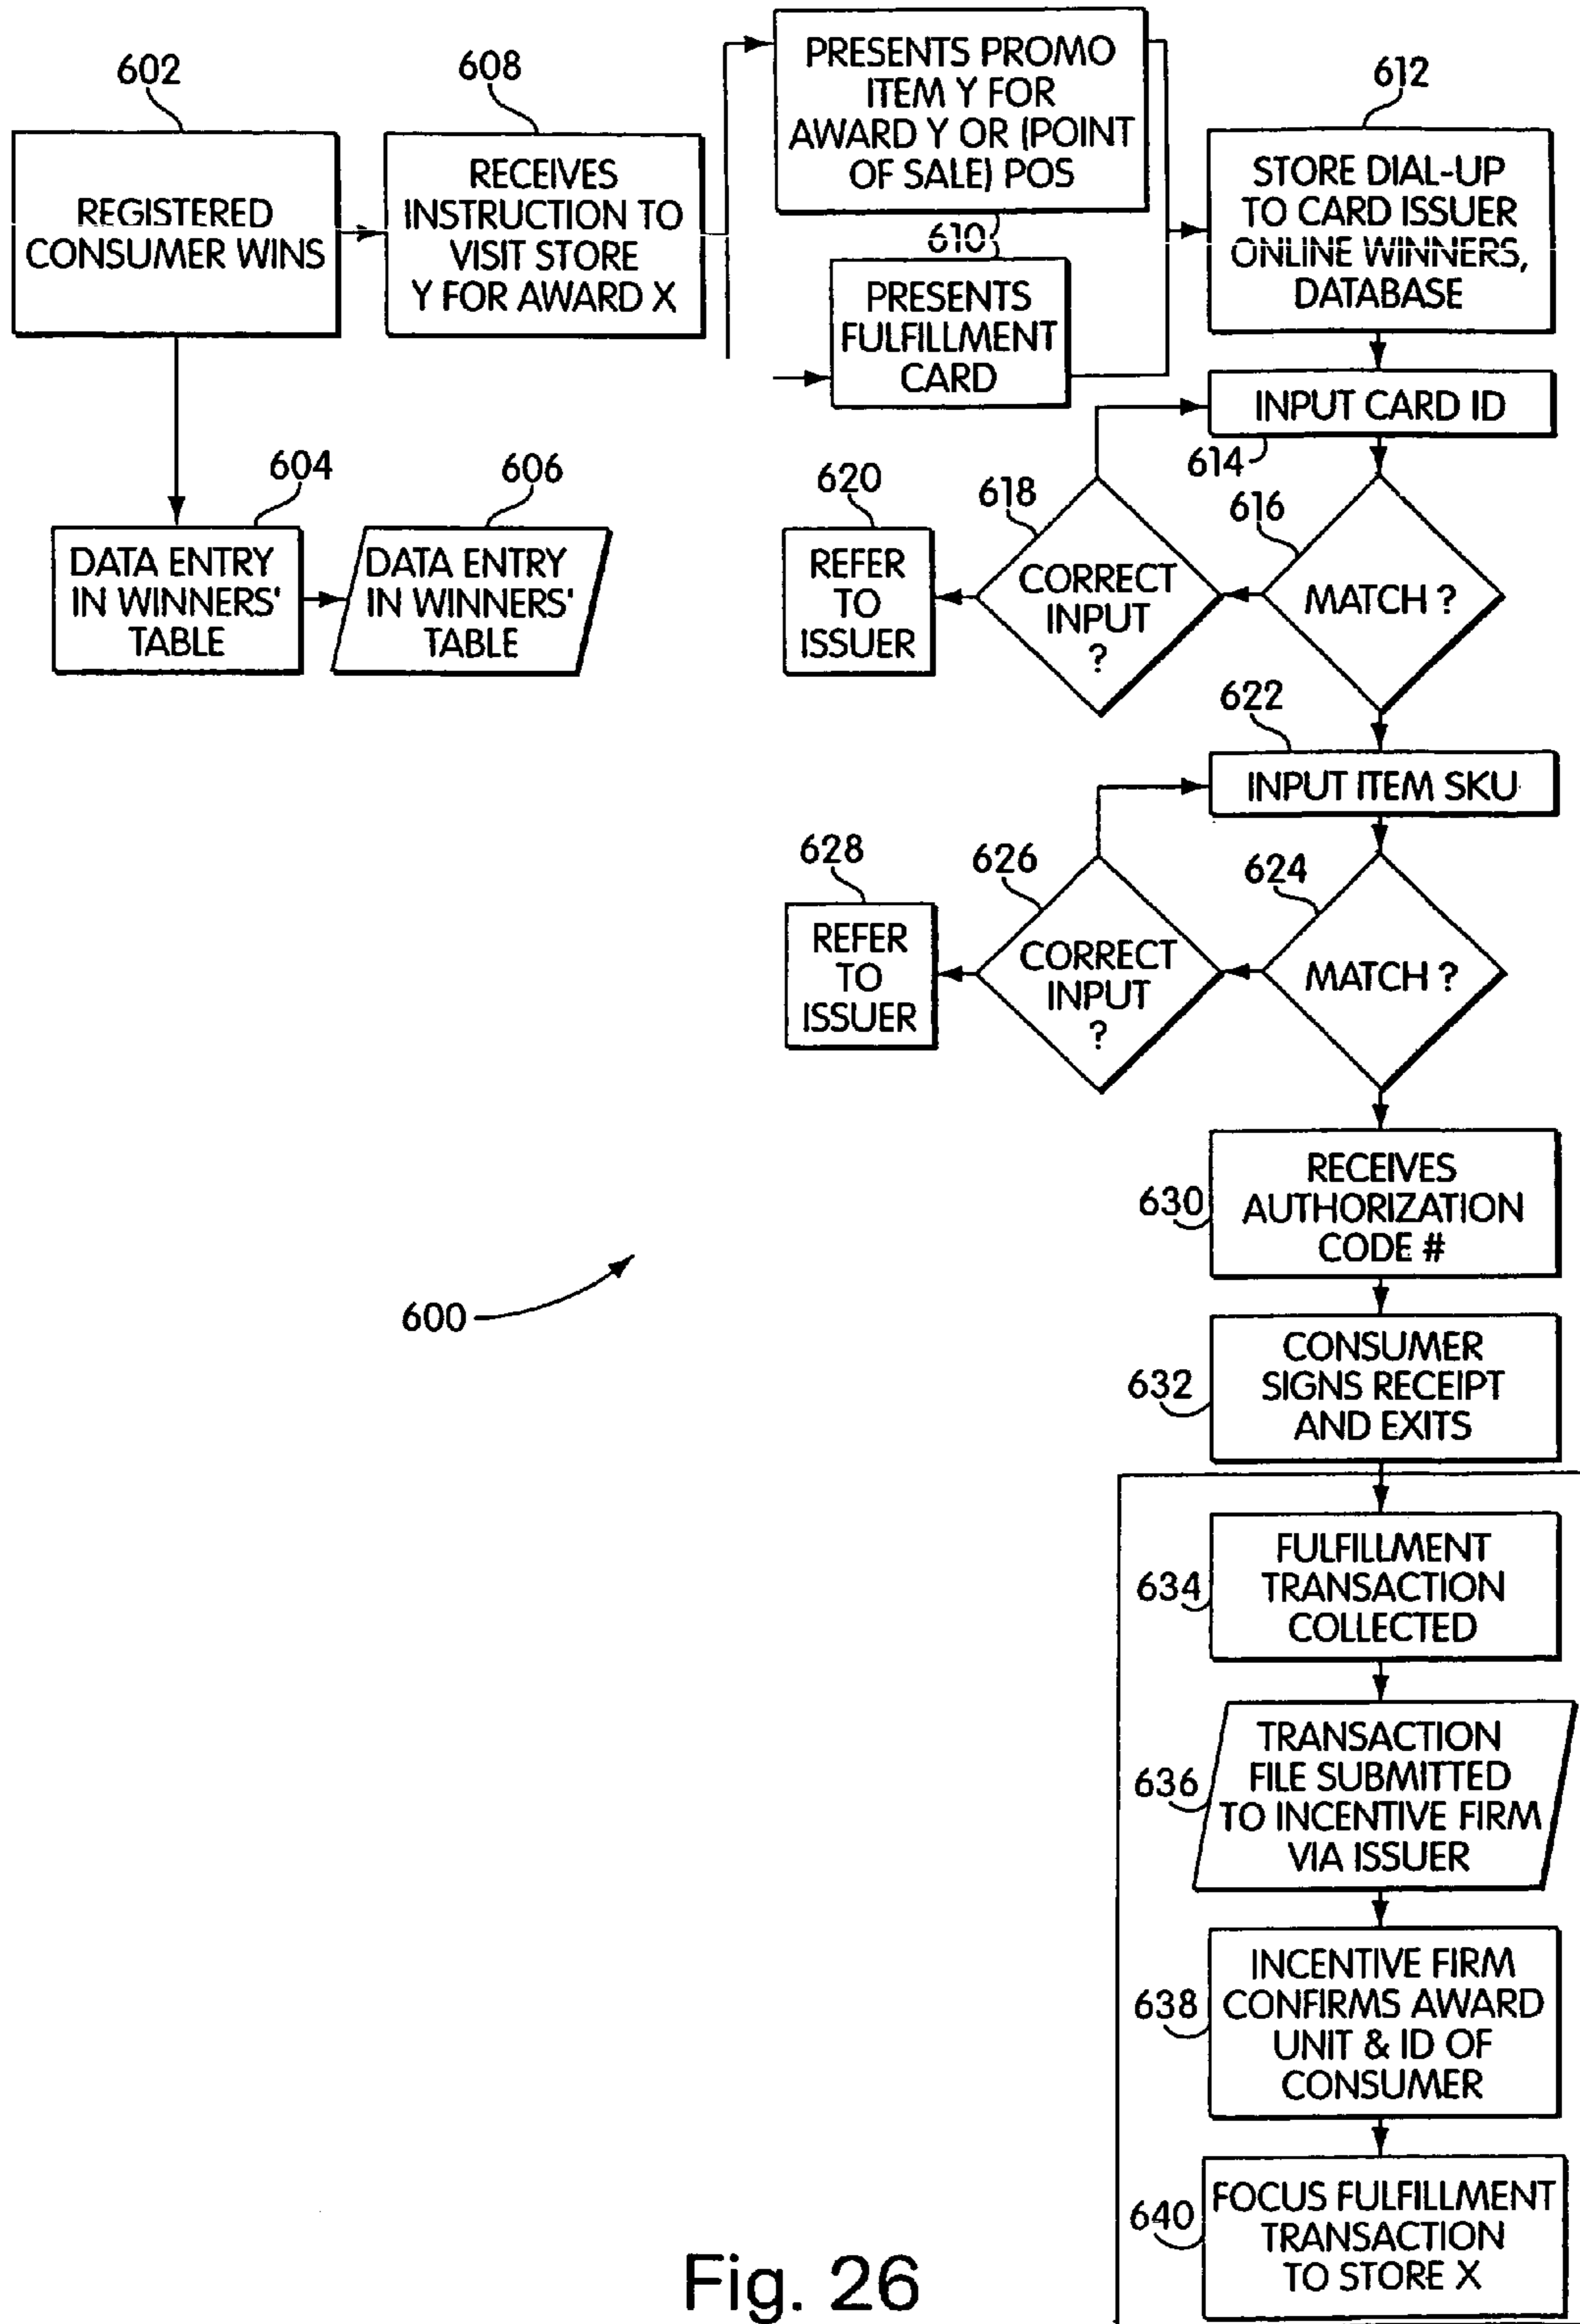 602
REGISTERED
CONSUMER WINS
608
RECEIVES
INSTRUCTION TO
VISIT STORE
Y FOR AWARD X
PRESENTS PROMO
ITEM Y FOR
AWARD Y OR (POINT
OF SALE) POS
610
PRESENTS
FULFILLMENT
CARD
612
STORE DIAL-UP
TO CARD ISSUER
ONLINE WINNERS,
DATABASE
INPUT CARD ID
614
604
DATA ENTRY
IN WINNERS'
TABLE
606
DATA ENTRY
IN WINNERS'
TABLE
620
REFER
TO
ISSUER
618
CORRECT
INPUT
?
616
MATCH ?
622
INPUT ITEM SKU
628
REFER
TO
ISSUER
626
CORRECT
INPUT
?
624
MATCH ?
630
RECEIVES
AUTHORIZATION
CODE #
600
632
CONSUMER
SIGNS RECEIPT
AND EXITS
634
FULFILLMENT
TRANSACTION
COLLECTED
636
TRANSACTION
FILE SUBMITTED
TO INCENTIVE FIRM
VIA ISSUER
638
INCENTIVE FIRM
CONFIRMS AWARD
UNIT & ID OF
CONSUMER
640
FOCUS FULFILLMENT
TRANSACTION
TO STORE X
Fig. 26